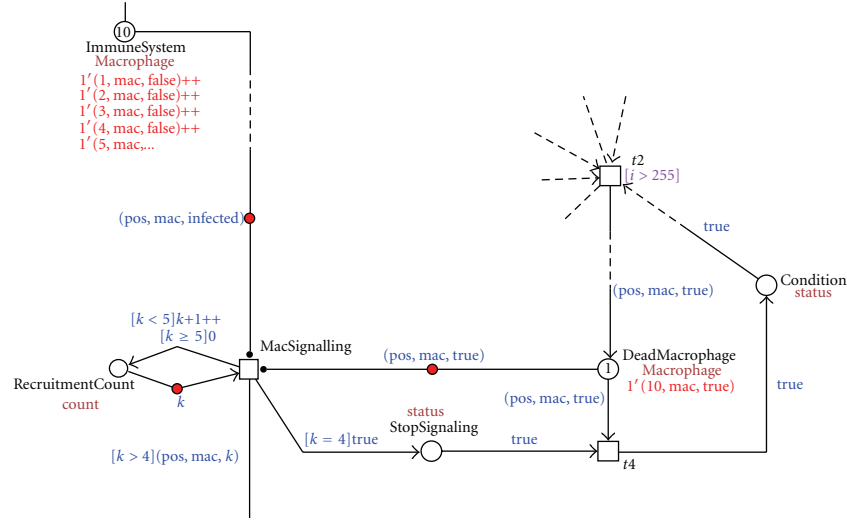 10
ImmuneSystem
Macrophage
1′(1, mac, false)++
1′(2, mac, false)++
1′(3, mac, false)++
1′(4, mac, false)++
1′(5, mac,...
t2
[i > 255]
(pos, mac, infected)
true
Condition
status
(pos, mac, true)
[k < 5]k+1++
[k ≥ 5]0
MacSignalling
(pos, mac, true)
1
DeadMacrophage
Macrophage
1′(10, mac, true)
RecruitmentCount
count
k
(pos, mac, true)
true
status
StopSignaling
[k = 4]true
true
[k > 4](pos, mac, k)
t4